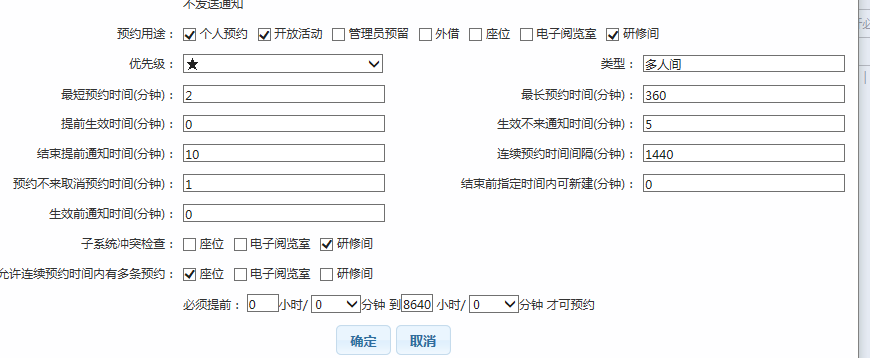 不发送通知
预约用途： 个人预约 开放活动 管理员预留 外借 座位 电子阅览室 研修间
优先级： ★ 类型： 多人间
最短预约时间(分钟)： 2 最长预约时间(分钟)： 360
提前生效时间(分钟)： 0 生效不来通知时间(分钟)： 5
结束提前通知时间(分钟)： 10 连续预约时间间隔(分钟)： 1440
预约不来取消预约时间(分钟)： 1 结束前指定时间内可新建(分钟)： 0
生效前通知时间(分钟)： 0
子系统冲突检查： 座位 电子阅览室 研修间
允许连续预约时间内有多条预约： 座位 电子阅览室 研修间
必须提前： 0 小时/ 0 分钟 到 8640 小时/ 0 分钟 才可预约
确定 取消